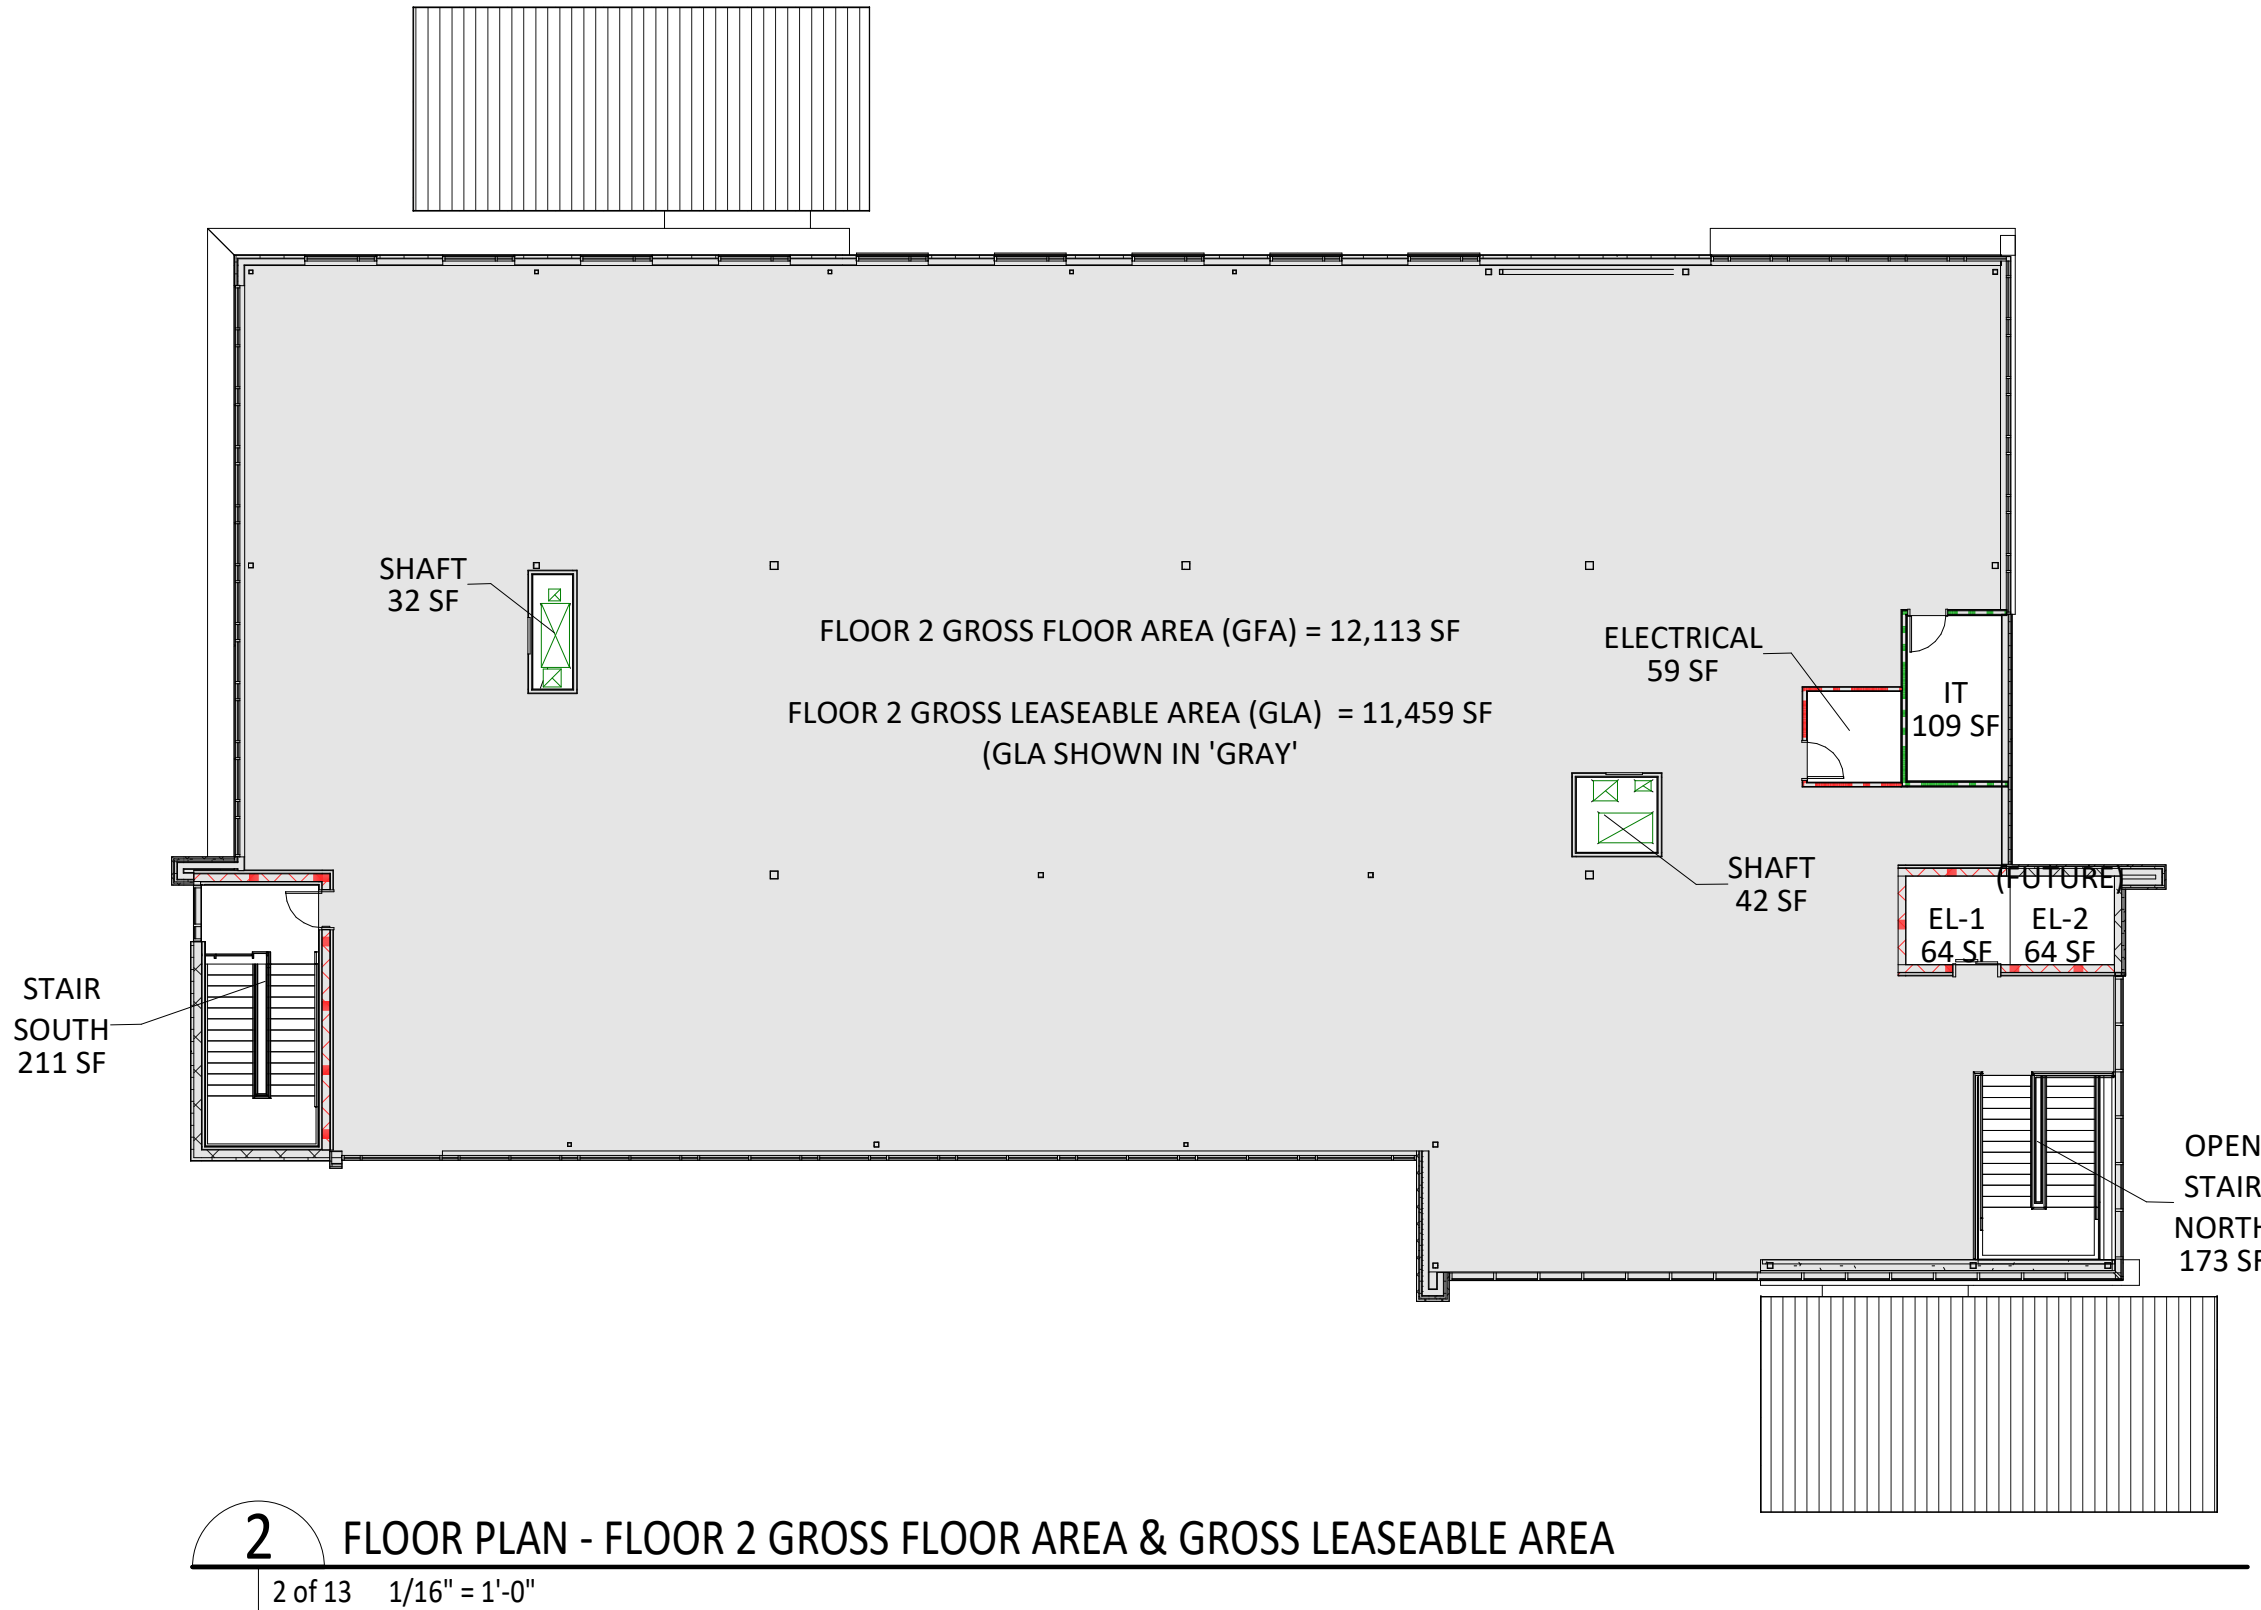 SHAFT
32 SF
FLOOR 2 GROSS FLOOR AREA (GFA) = 12,113 SF
ELECTRICAL
59 SF
IT
109 SF
FLOOR 2 GROSS LEASEABLE AREA (GLA) = 11,459 SF
(GLA SHOWN IN 'GRAY'
SHAFT
42 SF
(FUTURE)
EL-1
64 SF
EL-2
64 SF
STAIR
SOUTH
211 SF
OPEN
STAIR
NORTH
173 SF
2
FLOOR PLAN - FLOOR 2 GROSS FLOOR AREA & GROSS LEASEABLE AREA
2 of 13 1/16" = 1'-0"